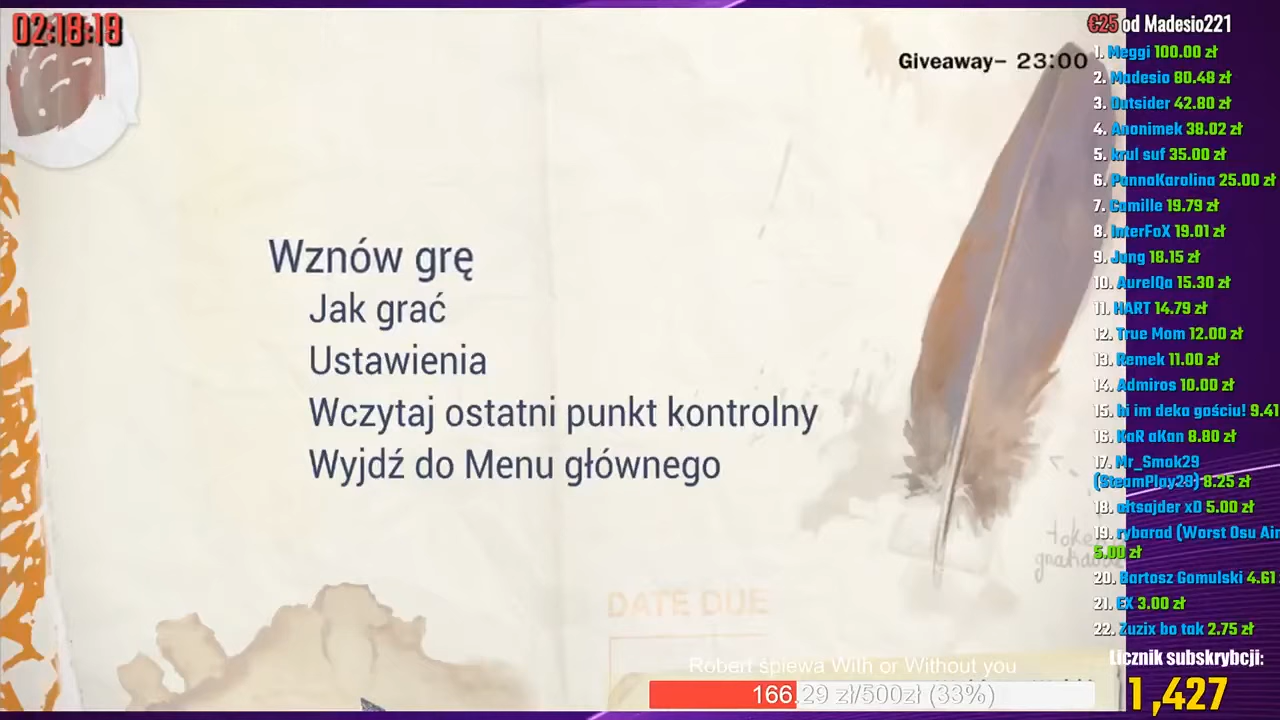 02:18:18
€25 od Madesio221
Giveaway- 23:00
1. Meggi 100.00 zł
2. Madesio 80.48 zł
3. Outsider 42.80 zł
4. Anonimek 38.02 zł
5. krul suf 35.00 zł
6. PannaKarolina 25.00 zł
7. Camille 19.79 zł
8. InterFoX 19.01 zł
9. Jung 18.15 zł
10. AurelQa 15.30 zł
11. HART 14.79 zł
12. True Mom 12.00 zł
13. Remek 11.00 zł
14. Admiros 10.00 zł
15. hi im deko gościu! 9.41
16. KaR aKan 8.80 zł
17. Mr_Smok29
(SteamPlay29) 8.25 zł
18. altsajder xD 5.00 zł
19. rybarad (Worst Osu Aim
5.00 zł
20. Bartosz Gomulski 4.61
21. EX 3.00 zł
22. Zuzix bo tak 2.75 zł
Licznik subskrybcji:
1,427
Wznów grę
Jak grać
Ustawienia
Wczytaj ostatni punkt kontrolny
Wyjdź do Menu głównego
DATE DUE
Robert śpiewa With or Without you
166.29 zł/500zł (33%)